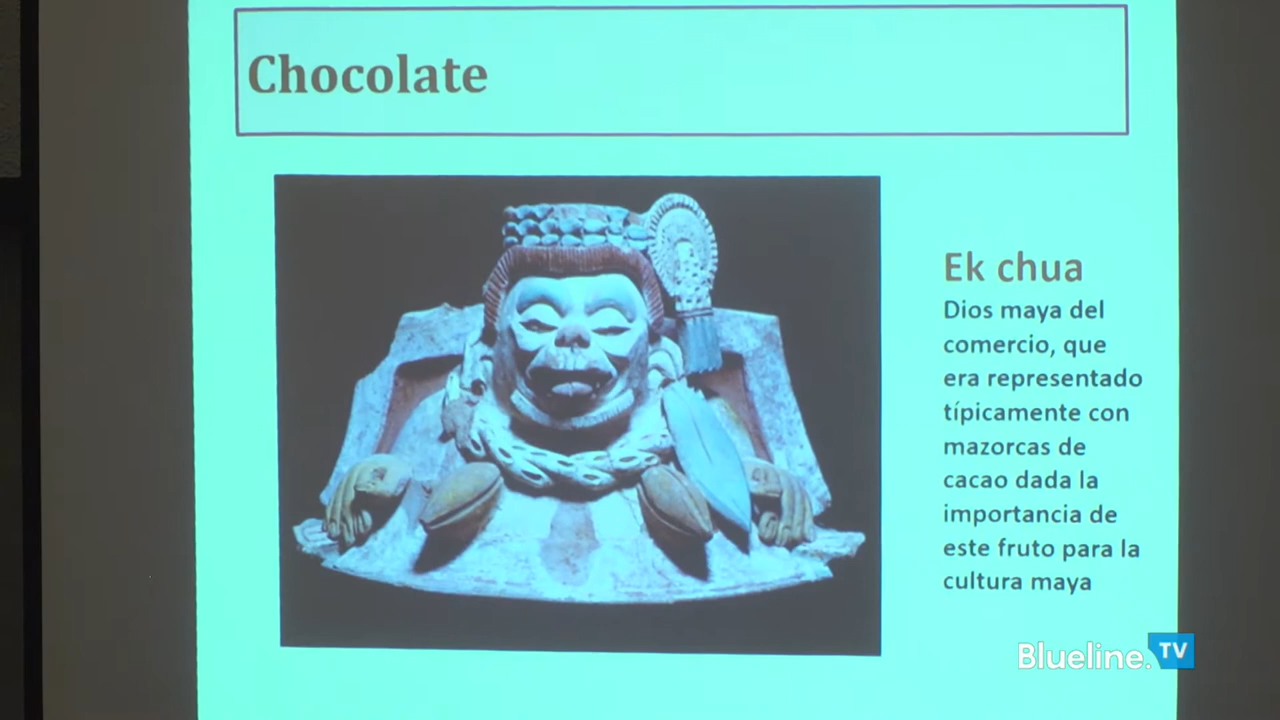 Chocolate
Ek chua
Dios maya del
comercio, que
era representado
típicamente con
mazorcas de
cacao dada la
importancia de
este fruto para la
cultura maya
Blueline. TV